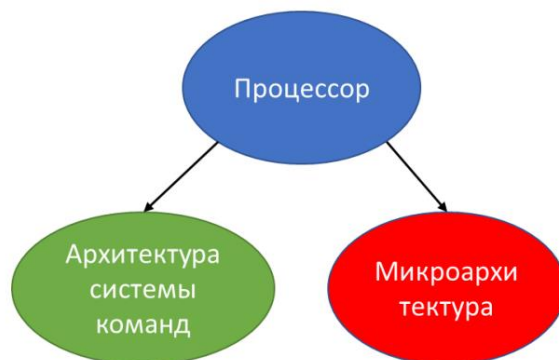 Процессор
Архитектура
системы
команд
Микроархи
тектура